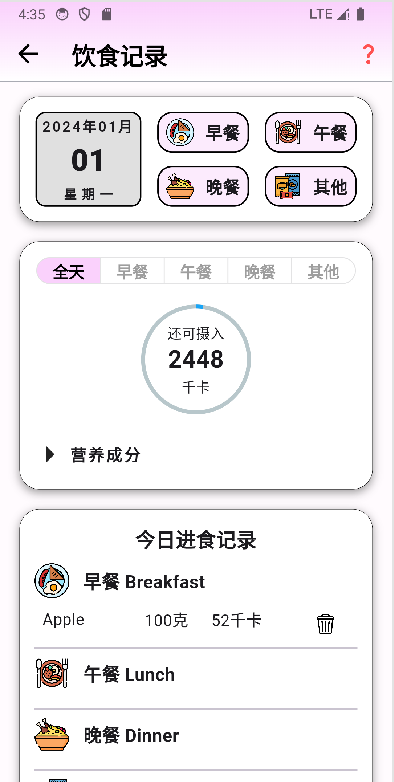 4:35 LTE
饮食记录 ?
2024年01月
01
星期一
早餐 午餐
晚餐 其他
全天 早餐 午餐 晚餐 其他
还可摄入
2448
千卡
营养成分
今日进食记录
早餐 Breakfast
Apple 100克 52千卡
午餐 Lunch
晚餐 Dinner